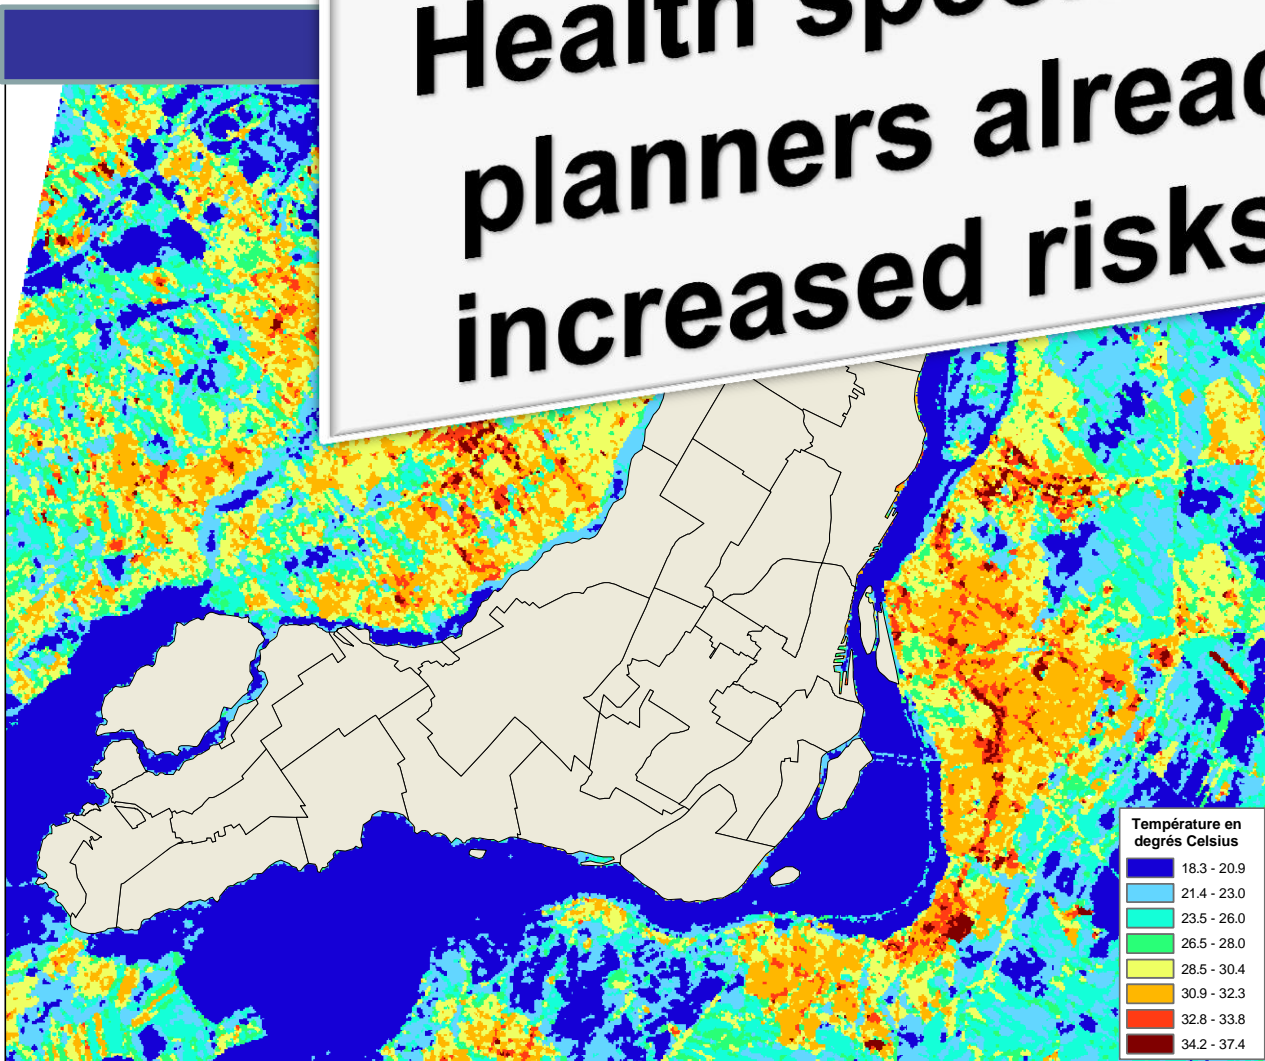 Health
planners
increased risks
Température en
degrés Celsius
18.3 - 20.9
21.4 - 23.0
23.5 - 26.0
26.5 - 28.0
28.5 - 30.4
30.9 - 32.3
32.8 - 33.8
34.2 - 37.4